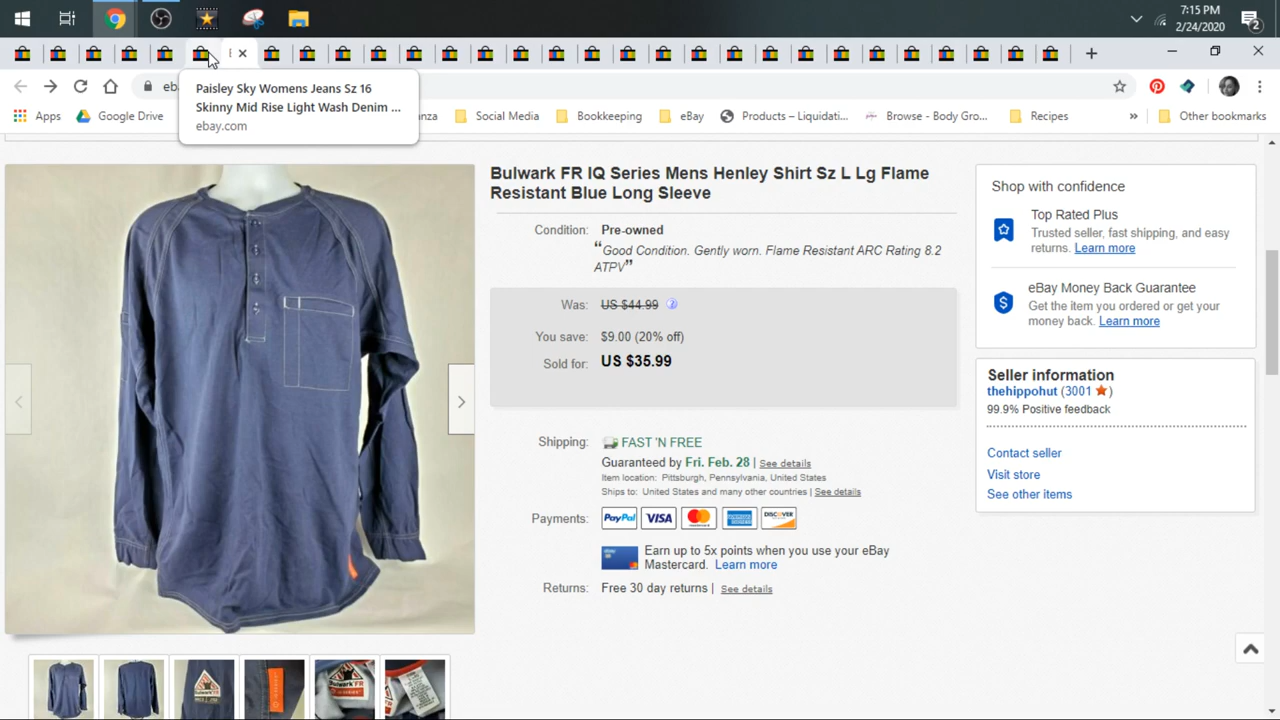 7:15 PM
2/24/2020
2
Paisley Sky Womens Jeans Sz 16
Skinny Mid Rise Light Wash Denim ...
ebay.com
Apps
Google Drive
Social Media
Bookkeeping
eBay
Products – Liquidati...
Browse - Body Gro...
Recipes
»
Other bookmarks
Bulwark FR IQ Series Mens Henley Shirt Sz L Lg Flame
Resistant Blue Long Sleeve
Condition: Pre-owned
“Good Condition. Gently worn. Flame Resistant ARC Rating 8.2
ATPV”
Was: US $44.99
You save: $9.00 (20% off)
Sold for: US $35.99
Shipping: FAST 'N FREE
Guaranteed by Fri. Feb. 28 | See details
Item location: Pittsburgh, Pennsylvania, United States
Ships to: United States and many other countries | See details
Payments: PayPal VISA MasterCard DISCOVER
Earn up to 5x points when you use your eBay
Mastercard. Learn more
Returns: Free 30 day returns | See details
Shop with confidence
Top Rated Plus
Trusted seller, fast shipping, and easy
returns. Learn more
eBay Money Back Guarantee
Get the item you ordered or get your
money back. Learn more
Seller information
thehippohut (3001 ★)
99.9% Positive feedback
Contact seller
Visit store
See other items
Bulwark FR
Bulwark FR